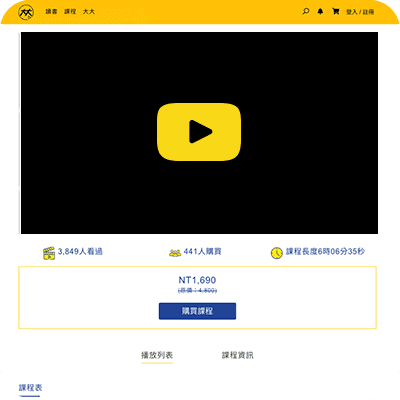 讀書 課程 大大
登入 / 註冊
3,849人看過
441人購買
課程長度6時06分35秒
NT1,690
(原價：4,800)
購買課程
播放列表
課程資訊
課程表